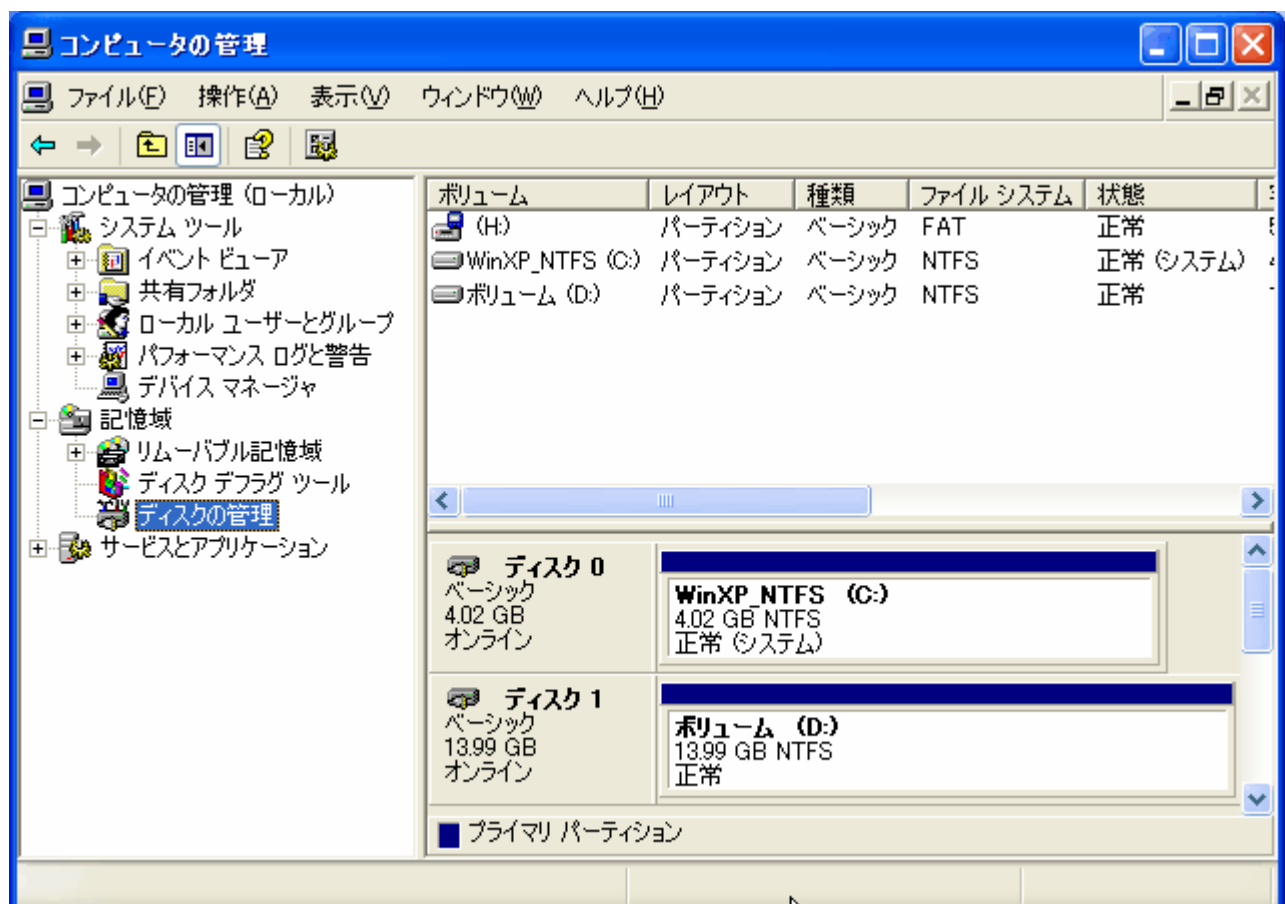 コンピュータの管理
ファイル(F) 操作(A) 表示(V) ウィンドウ(W) ヘルプ(H)
コンピュータの管理 (ローカル)
システム ツール
イベント ビューア
共有フォルダ
ローカル ユーザーとグループ
パフォーマンス ログと警告
デバイス マネージャ
記憶域
リムーバブル記憶域
ディスク デフラグ ツール
ディスクの管理
サービスとアプリケーション
ボリューム レイアウト 種類 ファイル システム 状態
(H:) パーティション ベーシック FAT 正常
WinXP_NTFS (C:) パーティション ベーシック NTFS 正常 (システム)
ボリューム (D:) パーティション ベーシック NTFS 正常
ディスク 0
ベーシック
4.02 GB
オンライン
WinXP_NTFS (C:)
4.02 GB NTFS
正常 (システム)
ディスク 1
ベーシック
13.99 GB
オンライン
ボリューム (D:)
13.99 GB NTFS
正常
プライマリ パーティション